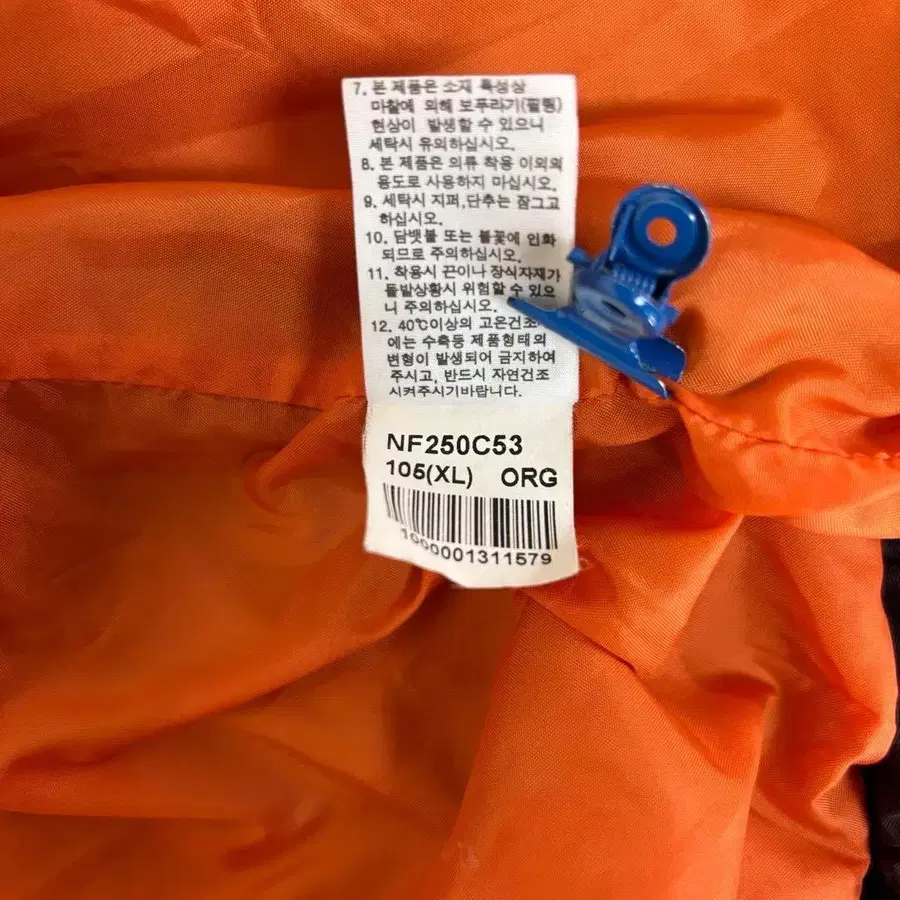 7. 본 제품은 소재 특성상
마찰에 의해 보푸라기(필링)
현상이 발생할 수 있으니
세탁시 유의하십시오.
8. 본 제품은 의류 착용 이외의
용도로 사용하지 마십시오.
9. 세탁시 지퍼,단추는 잠그고
하십시오.
10. 담뱃불 또는 불꽃에 인화
되므로 주의하십시오.
11. 착용시 끈이나 장식자재가
돌발상황시 위험할수 있으
니 주의하십시오.
12. 40℃이상의 고온건조
에는 수축등 제품형태의
변형이 발생되어 금지하여
주시고, 반드시 자연건조
시켜주시기바랍니다.
NF250C53
105(XL) ORG
1000001311579